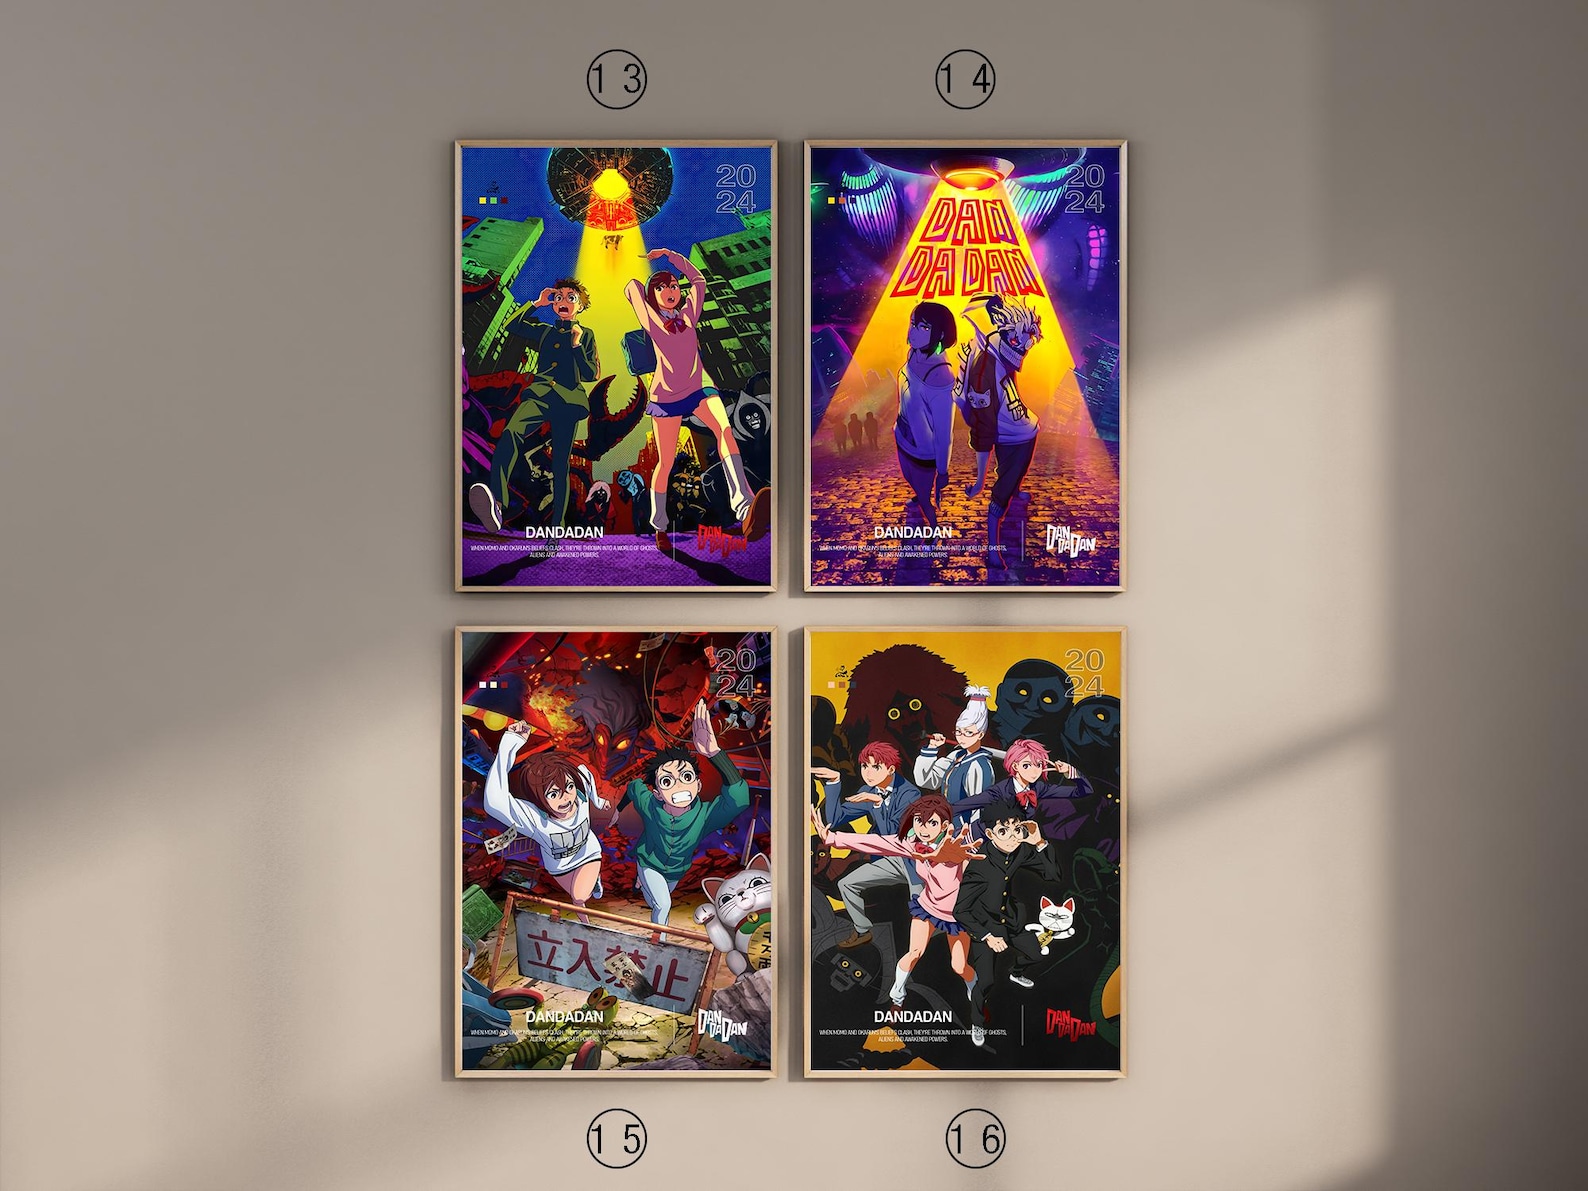 13
14
20
24
DANDADAN
WHEN MOMO AND OKARUN'S BELIEFS CLASH, THEY'RE THROWN INTO A WORLD OF GHOSTS,
ALIENS AND AWAKENED POWERS.
DAN
DA
DAN
20
24
DAN
DA DAN
DANDADAN
WHEN MOMO AND OKARUN'S BELIEFS CLASH, THEY'RE THROWN INTO A WORLD OF GHOSTS,
ALIENS AND AWAKENED POWERS.
DAN
DA
DAN
20
24
立入禁止
DANDADAN
WHEN MOMO AND OKARUN'S BELIEFS CLASH, THEY'RE THROWN INTO A WORLD OF GHOSTS,
ALIENS AND AWAKENED POWERS.
DAN
DA
DAN
20
24
DANDADAN
WHEN MOMO AND OKARUN'S BELIEFS CLASH, THEY'RE THROWN INTO A WORLD OF GHOSTS,
ALIENS AND AWAKENED POWERS.
DAN
DA
DAN
15
16